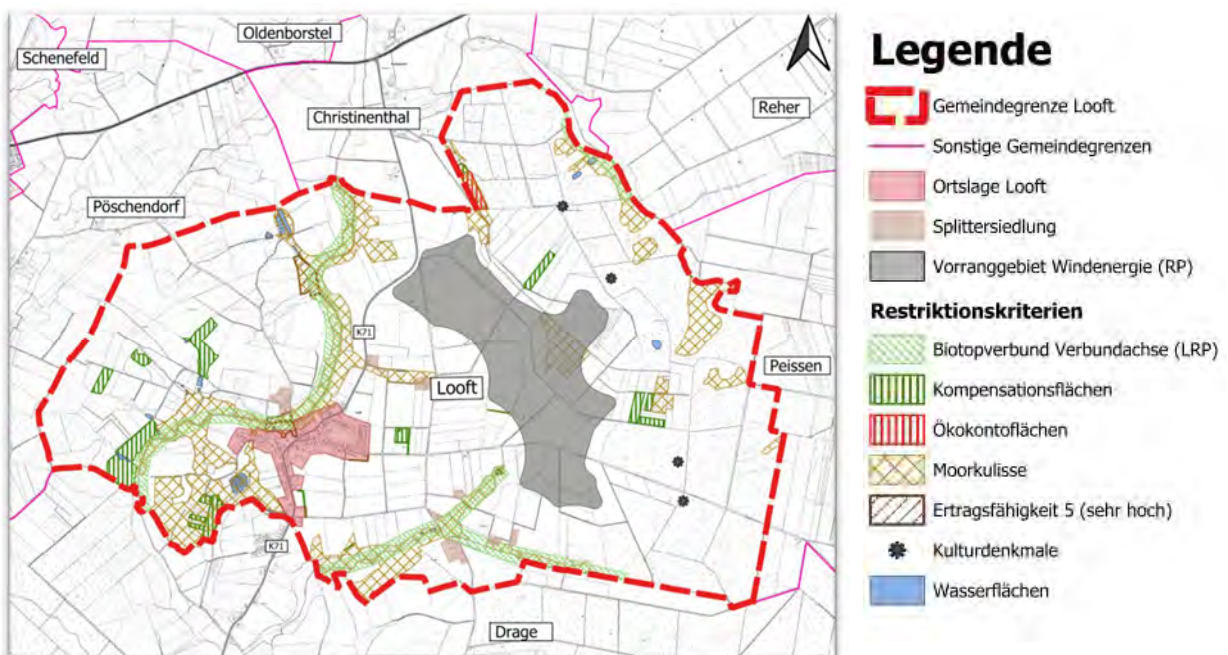 Oldenborstel
Schenefeld
Christinenthal
Reher
Pöschendorf
K71
Looft
Peissen
K71
Drage
Legende
Gemeindegrenze Looft
Sonstige Gemeindegrenzen
Ortslage Looft
Splittersiedlung
Vorranggebiet Windenergie (RP)
Restriktionskriterien
Biotopverbund Verbundachse (LRP)
Kompensationsflächen
Ökokontoflächen
Moorkulisse
Ertragsfähigkeit 5 (sehr hoch)
Kulturdenkmale
Wasserflächen